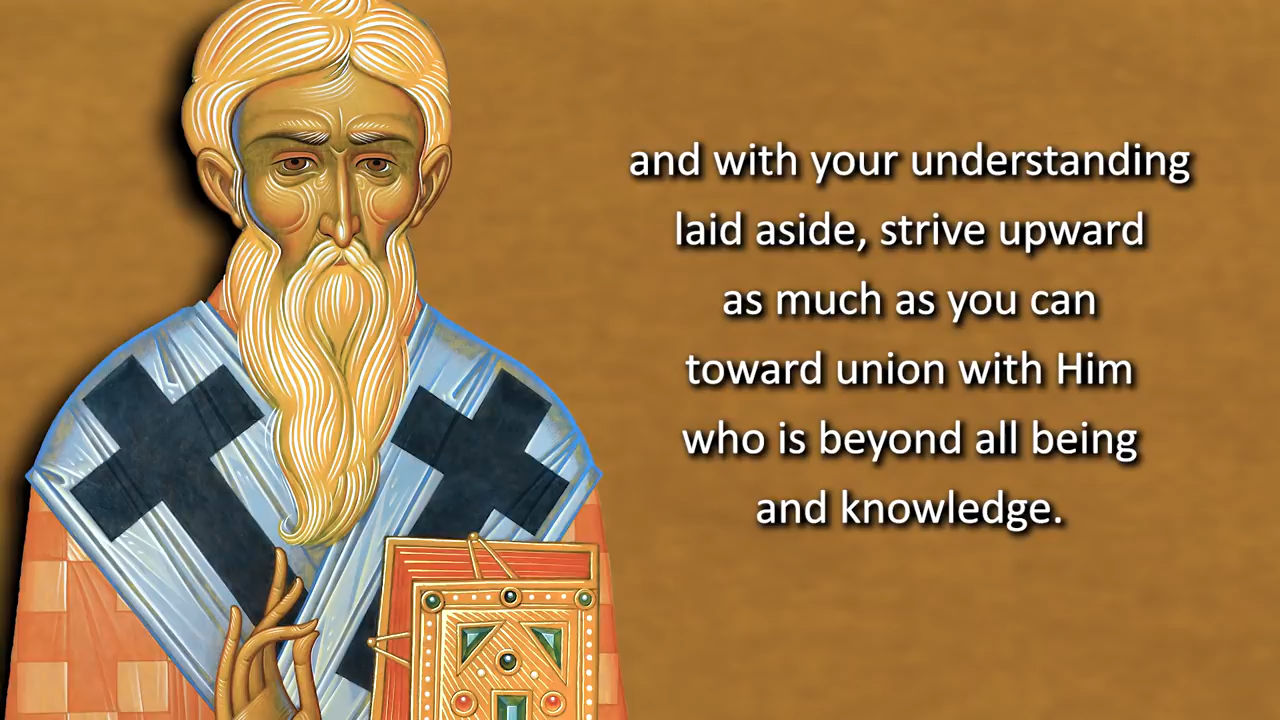 and with your understanding
laid aside, strive upward
as much as you can
toward union with Him
who is beyond all being
and knowledge.